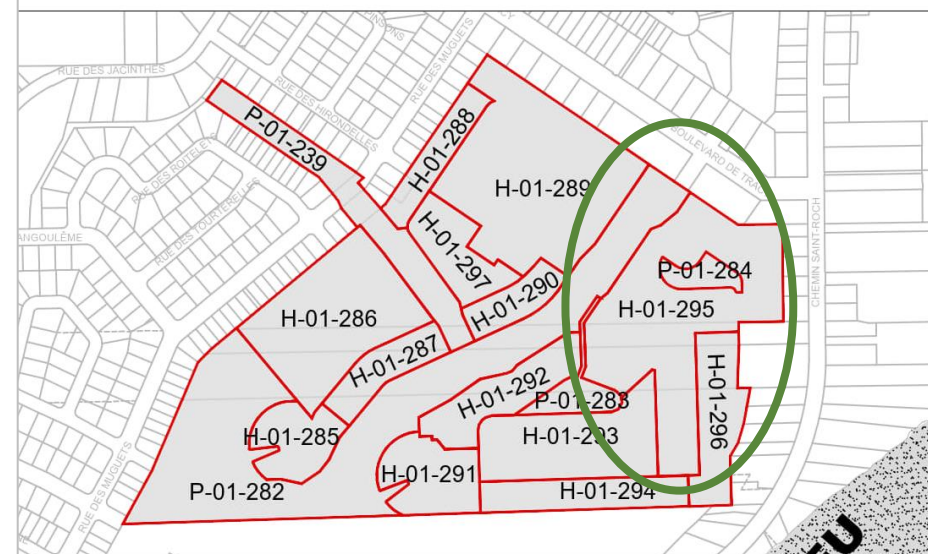 RUE DES JACINTHES
RUE DES HIRONDELLES
RUE DES MUGUETS
BOULEVARD DE TRAC
P-01-239
H-01-288
H-01-289
RUE DES ROITELETS
RUE DES TOURTERELLES
ANGOULÊME
CHEMIN SAINT-ROCH
H-01-297
P-01-284
H-01-290
H-01-295
H-01-286
H-01-287
H-01-292
P-01-283
H-01-296
H-01-285
H-01-293
H-01-291
P-01-282
H-01-294
RUE DES MUGUETS
TU